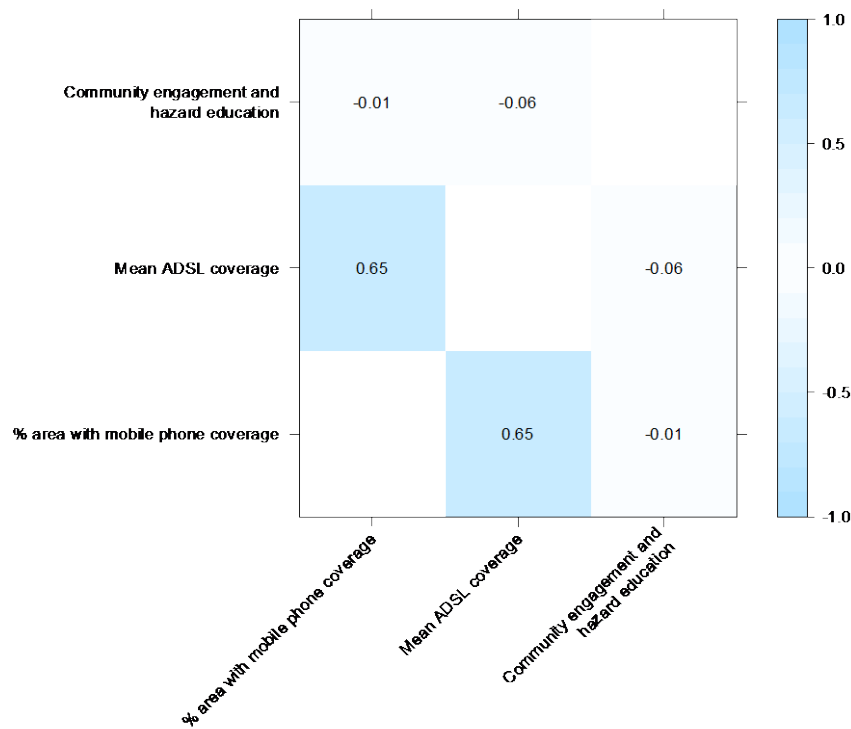 1.0
Community engagement and
hazard education
-0.01
-0.06
0.5
Mean ADSL coverage
0.65
-0.06
0.0
-0.5
% area with mobile phone coverage
0.65
-0.01
-1.0
% area with mobile phone coverage
Mean ADSL coverage
Community engagement and
hazard education